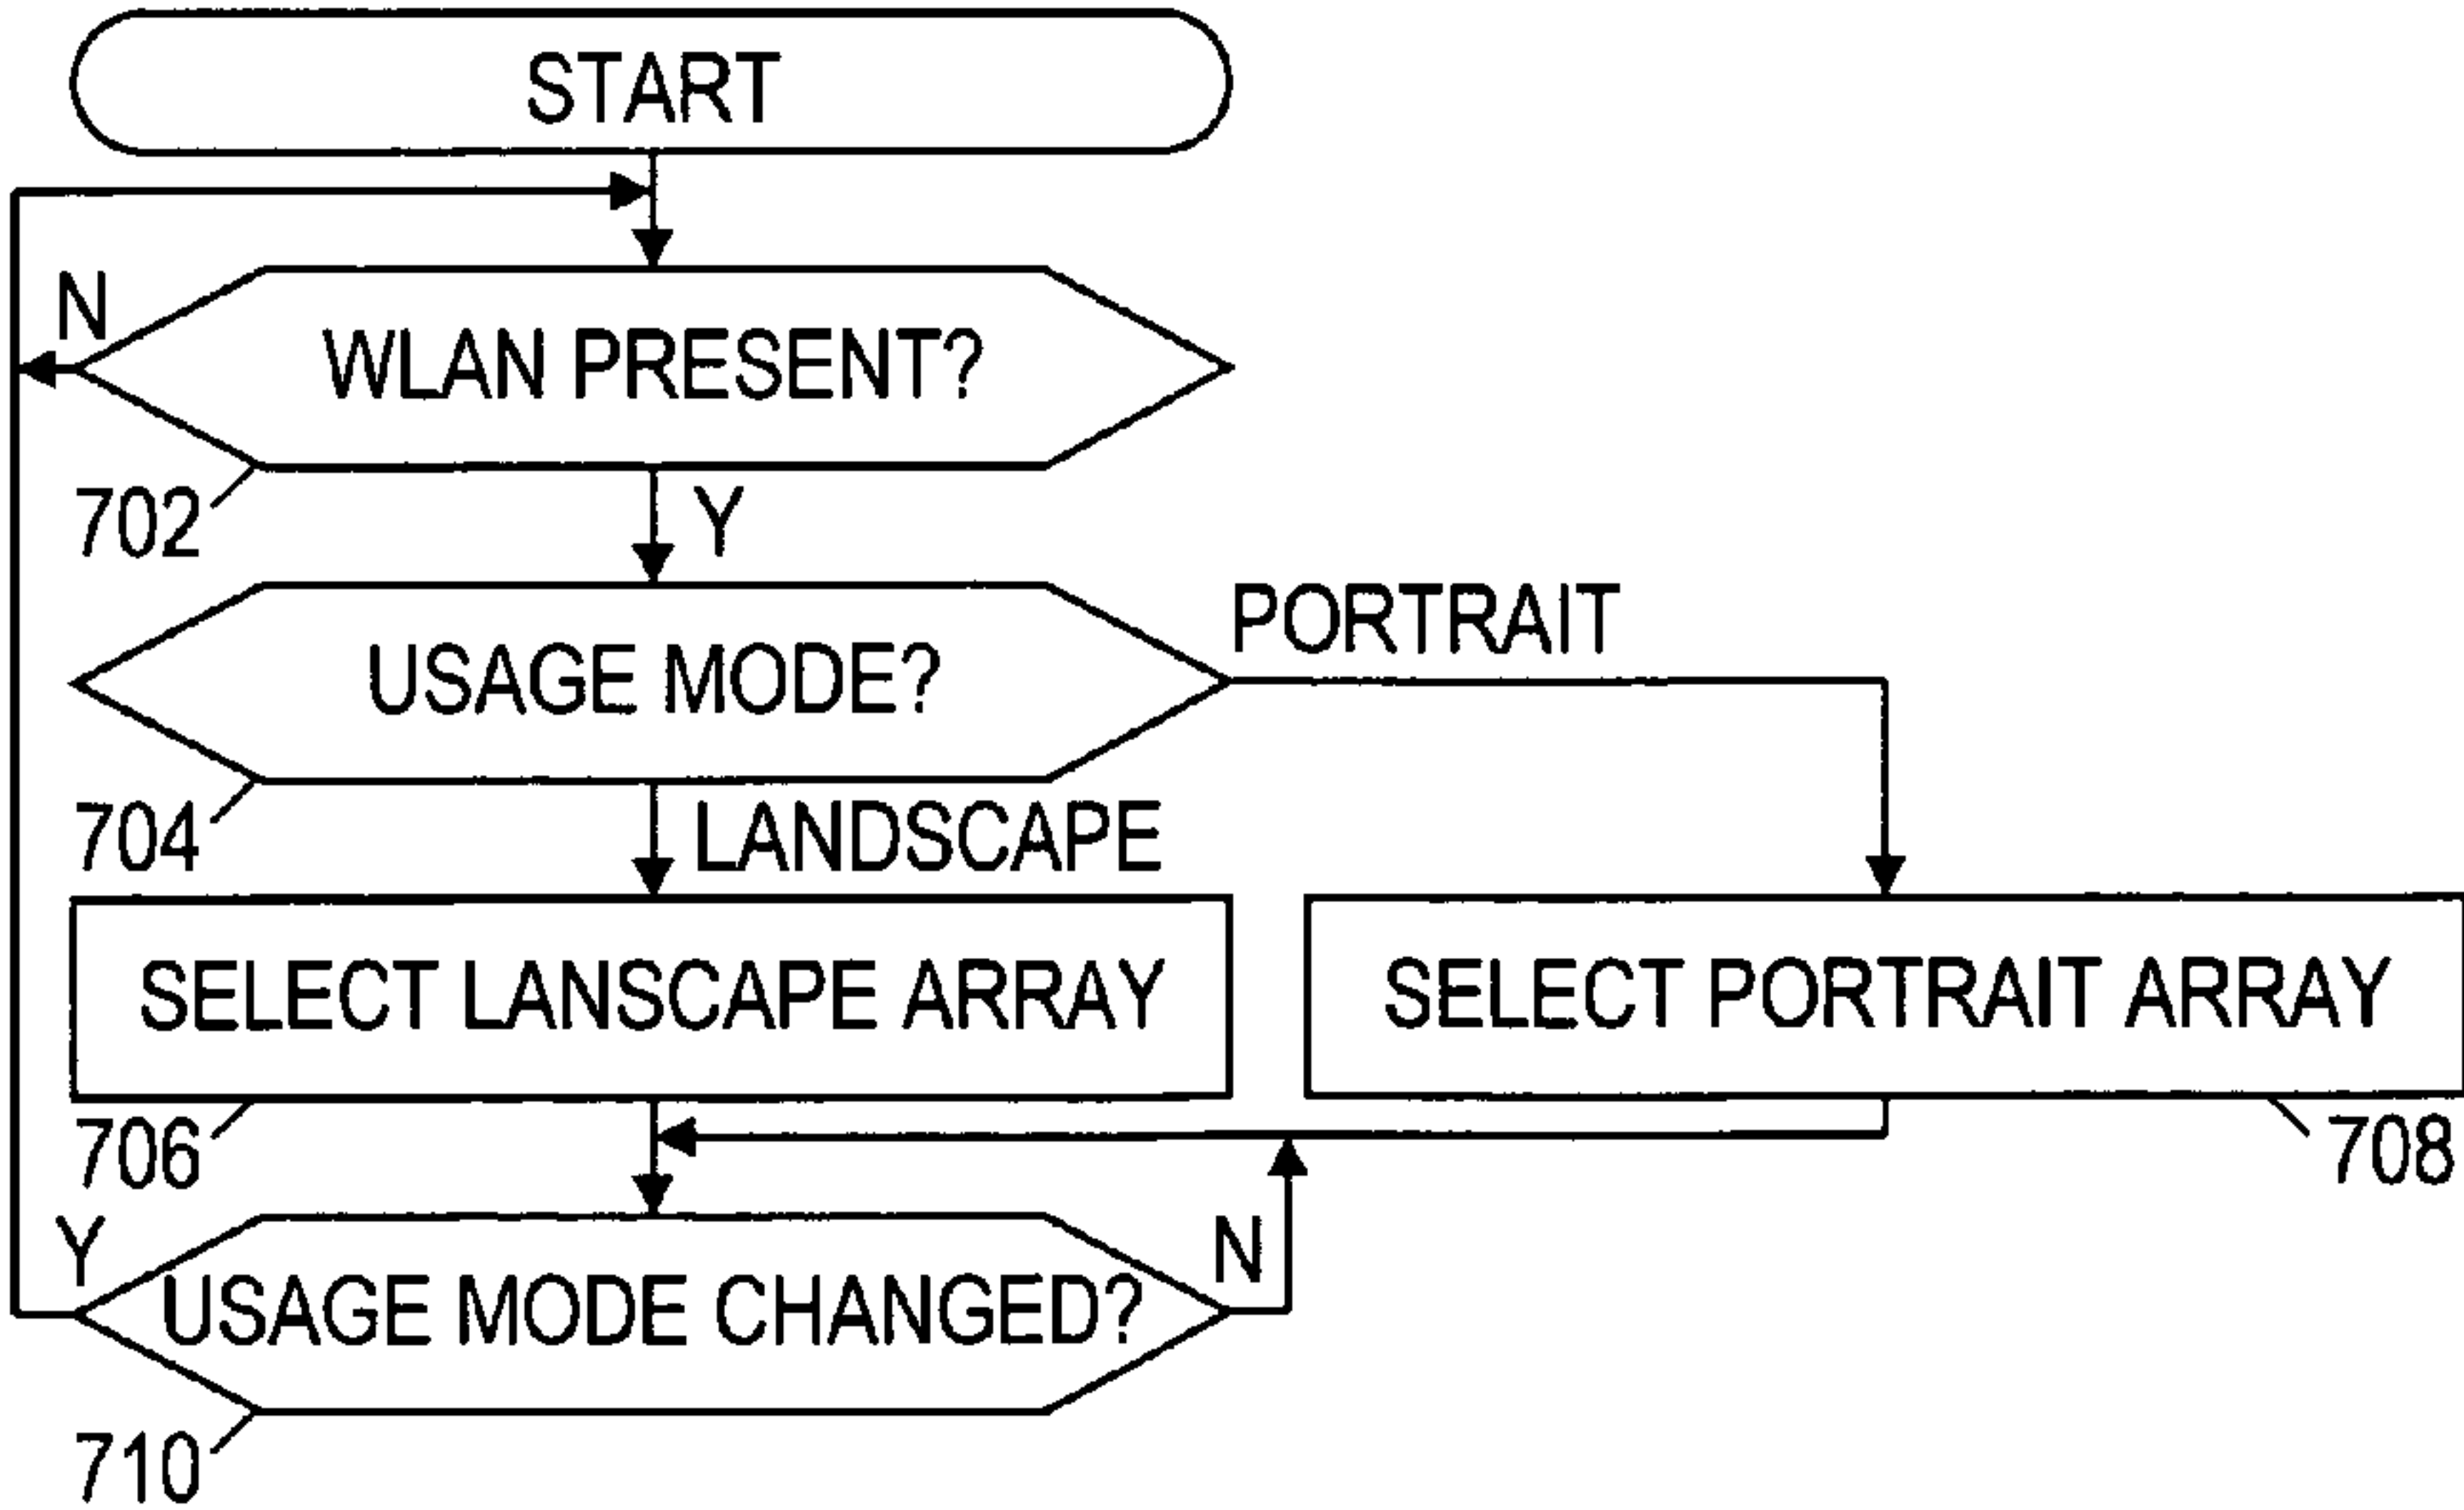 START
N
WLAN PRESENT?
702
Y
USAGE MODE?
PORTRAIT
704
LANDSCAPE
SELECT LANSCAPE ARRAY
SELECT PORTRAIT ARRAY
706
708
Y
USAGE MODE CHANGED?
N
710